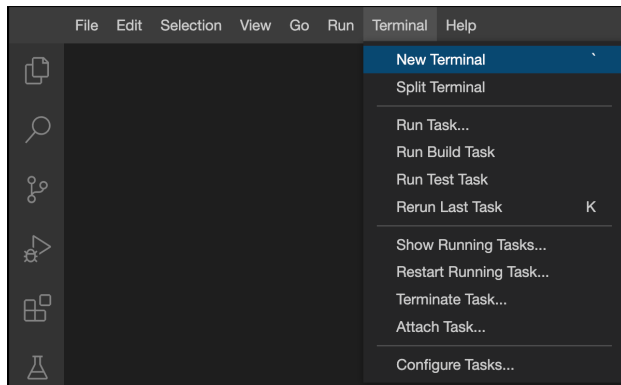 File Edit Selection View Go Run Terminal Help
New Terminal `
Split Terminal
Run Task...
Run Build Task
Run Test Task
Rerun Last Task K
Show Running Tasks...
Restart Running Task...
Terminate Task...
Attach Task...
Configure Tasks...